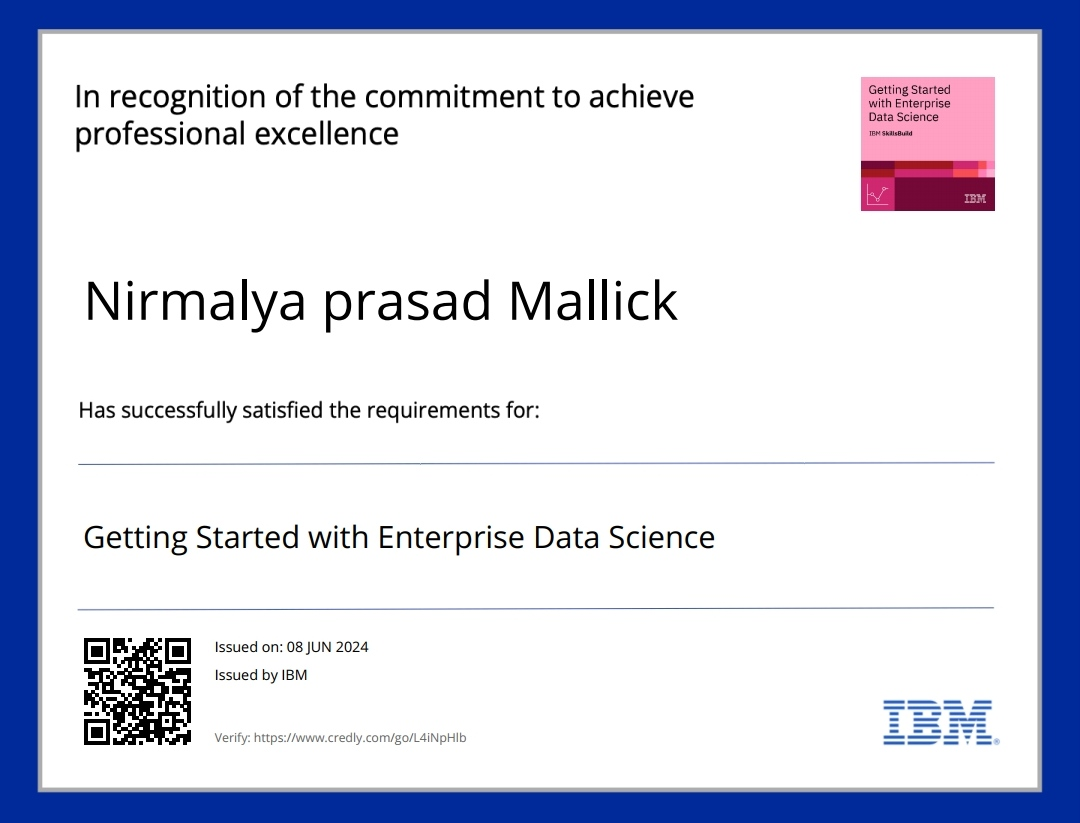 In recognition of the commitment to achieve
professional excellence
Getting Started
with Enterprise
Data Science
IBM SkillsBuild
IBM
Nirmalya prasad Mallick
Has successfully satisfied the requirements for:
Getting Started with Enterprise Data Science
Issued on: 08 JUN 2024
Issued by IBM
Verify: https://www.credly.com/go/L4iNpHlb
IBM®